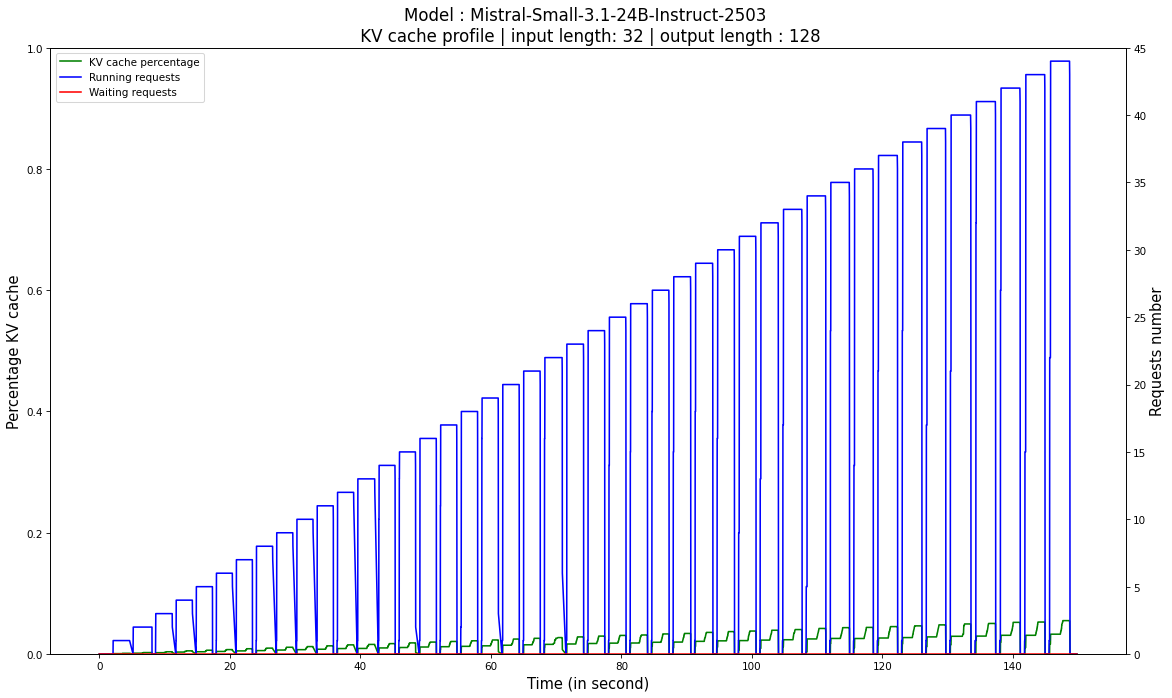 Model : Mistral-Small-3.1-24B-Instruct-2503
KV cache profile | input length: 32 | output length : 128
KV cache percentage
Running requests
Waiting requests
Percentage KV cache
1.0
0.8
0.6
0.4
0.2
0.0
45
40
35
30
25
20
15
10
5
0
Requests number
0 20 40 60 80 100 120 140
Time (in second)